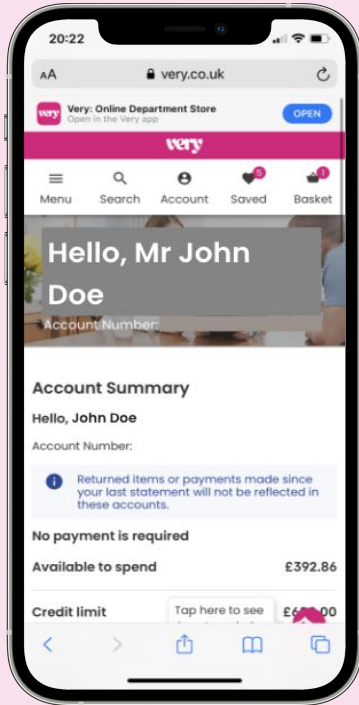 20:22
AA very.co.uk
very Very: Online Department Store OPEN
Open in the Very app
very
5 1
Menu Search Account Saved Basket
Hello, Mr John
Doe
Account Number:
Account Summary
Hello, John Doe
Account Number:
Returned items or payments made since
your last statement will not be reflected in
these accounts.
No payment is required
Available to spend £392.86
Credit limit Tap here to see